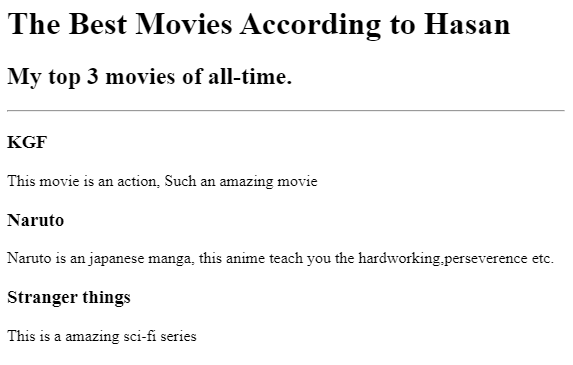 The Best Movies According to Hasan
My top 3 movies of all-time.
KGF
This movie is an action, Such an amazing movie
Naruto
Naruto is an japanese manga, this anime teach you the hardworking,perseverence etc.
Stranger things
This is a amazing sci-fi series